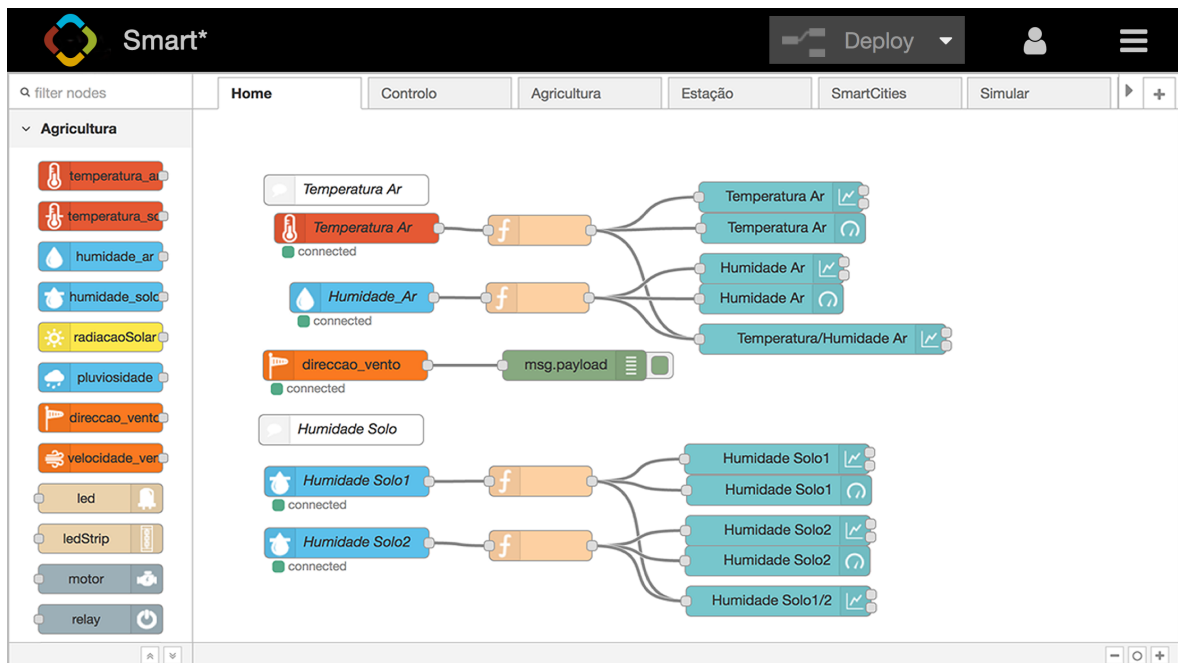 Smart*
Deploy
filter nodes
Home
Controlo
Agricultura
Estação
SmartCities
Simular
Agricultura
temperatura_ar
humidade_ar
humidade_solo
radiacaoSolar
pluviosidade
direccao_vento
led
ledStrip
motor
relay
Temperatura Ar
Temperatura Ar
connected
Temperatura Ar
Temperatura Ar
Humidade_Ar
connected
Humidade Ar
Humidade Ar
Temperatura/Humidade Ar
direccao_vento
connected
msg.payload
Humidade Solo
Humidade Solo1
connected
Humidade Solo1
Humidade Solo1
Humidade Solo2
connected
Humidade Solo2
Humidade Solo2
Humidade Solo1/2